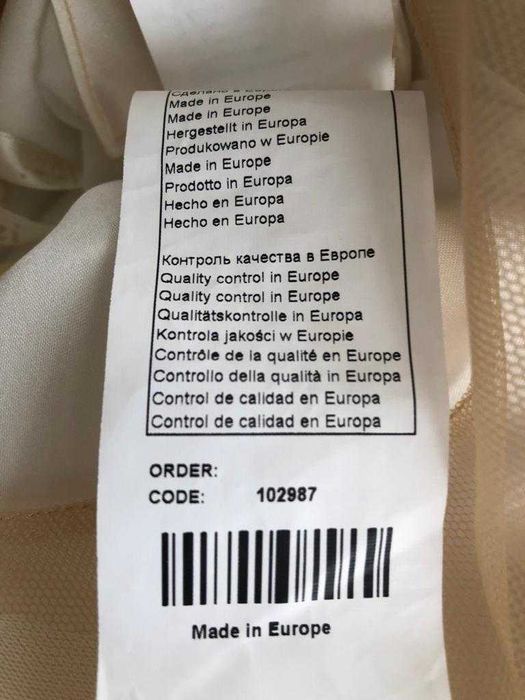 Сделано в Европе
Made in Europe
Made in Europe
Hergestellt in Europa
Produkowano w Europie
Made in Europe
Prodotto in Europa
Hecho en Europa
Hecho en Europa
Контроль качества в Европе
Quality control in Europe
Quality control in Europe
Qualitätskontrolle in Europa
Kontrola jakości w Europie
Contrôle de la qualité en Europe
Controllo della qualità in Europa
Control de calidad en Europa
Control de calidad en Europa
ORDER:
CODE: 102987
Made in Europe